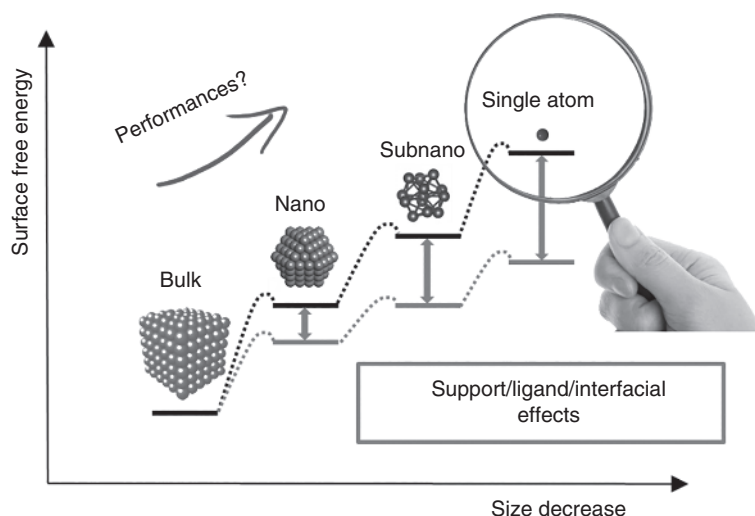 Surface free energy
Performances?
Single atom
Subnano
Nano
Bulk
Support/ligand/interfacial
effects
Size decrease